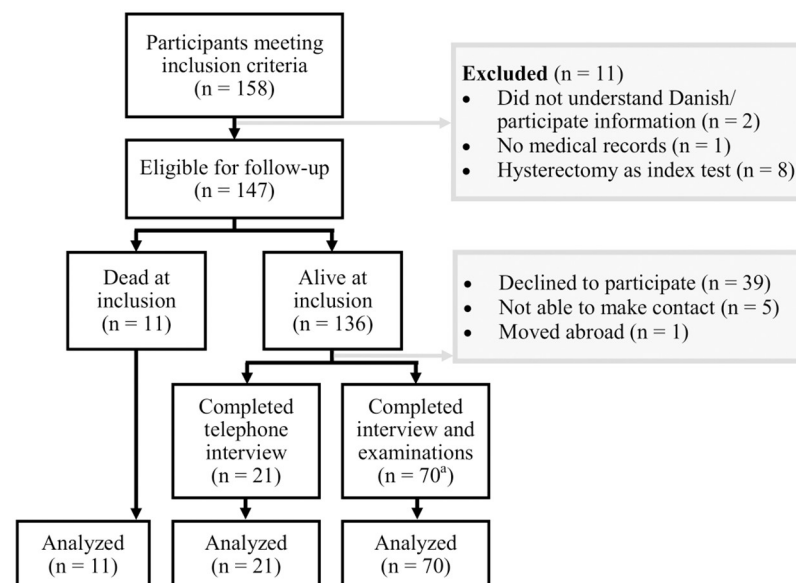 Participants meeting
inclusion criteria
(n = 158)
Excluded (n = 11)
• Did not understand Danish/
participate information (n = 2)
• No medical records (n = 1)
• Hysterectomy as index test (n = 8)
Eligible for follow-up
n = 147)
Dead at
inclusion
(n = 11)
Alive at
inclusion
(n = 136)
• Declined to participate (n = 39)
• Not able to make contact (n = 5)
• Moved abroad (n = 1)
Completed
telephone
interview
(n = 21)
Completed
interview and
examinations
(n = 70ᵃ)
Analyzed
(n = 11)
Analyzed
(n = 21)
Analyzed
(n = 70)